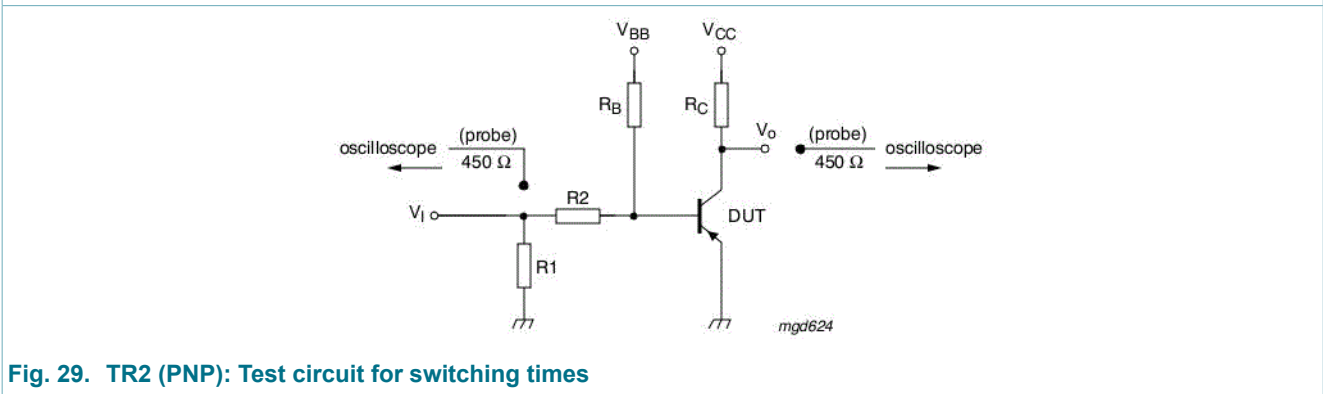 VBB
VCC
RB
RC
Vo
(probe)
450 Ω
oscilloscope
(probe)
450 Ω
oscilloscope
R2
VI
DUT
R1
mgd624
Fig. 29. TR2 (PNP): Test circuit for switching times